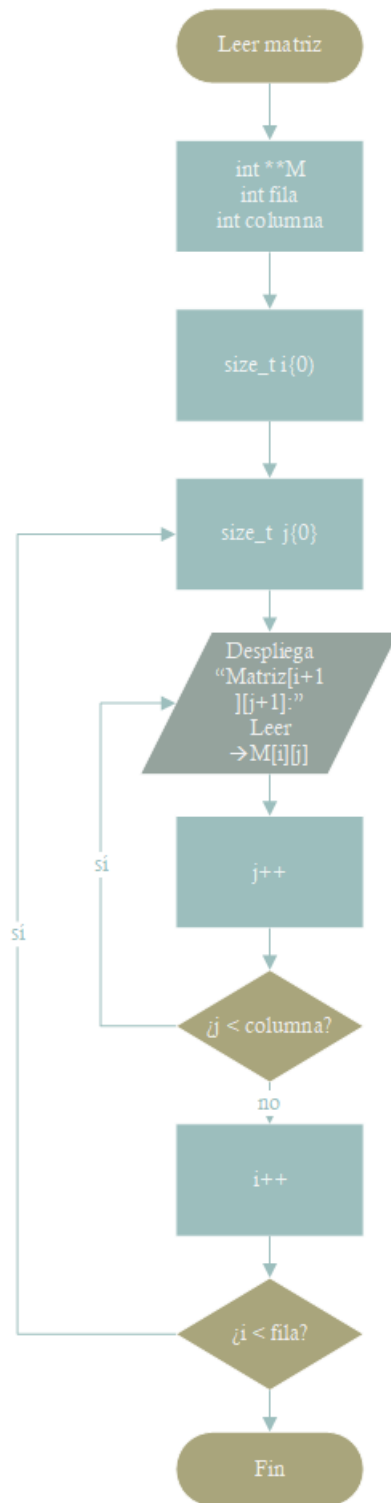 Leer matriz
int **M
int fila
int columna
size_t i{0)
size_t j{0}
Despliega
“Matriz[i+1
][j+1]:”
Leer
→M[i][j]
sí
j++
sí
¿j < columna?
no
i++
¿i < fila?
Fin